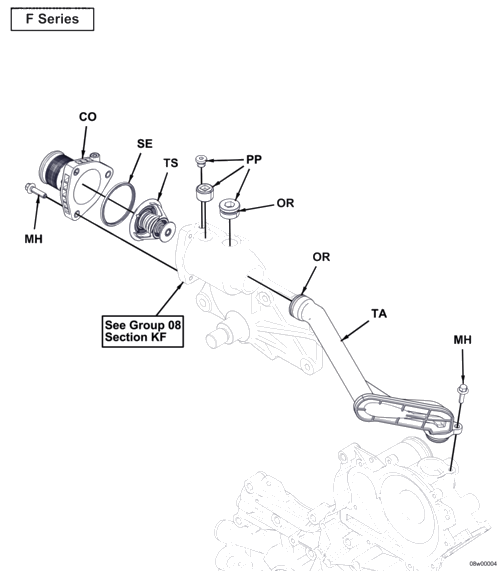 F Series
CO
SE
TS
PP
OR
MH
OR
See Group 08
Section KF
TA
MH
08w00004